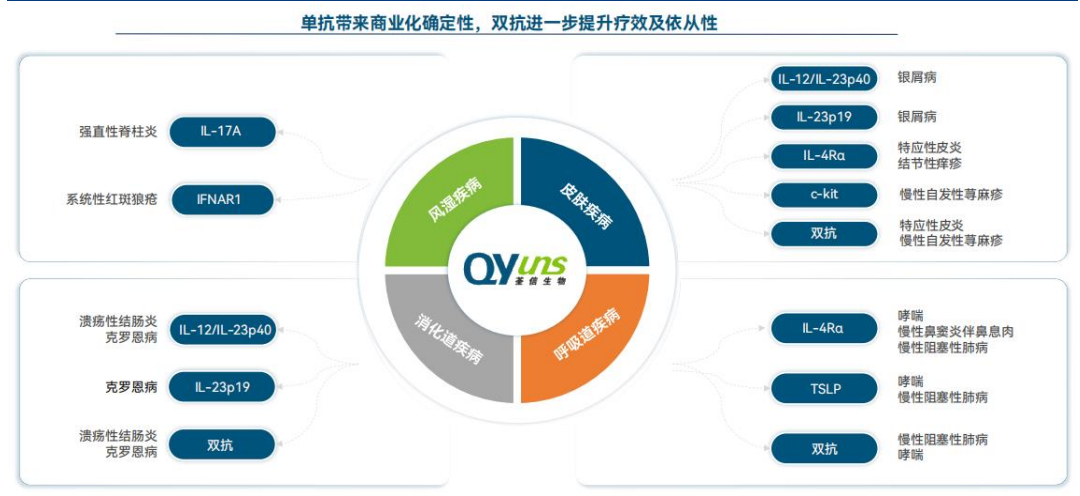 单抗带来商业化确定性，双抗进一步提升疗效及依从性
强直性脊柱炎
IL-17A
系统性红斑狼疮
IFNAR1
风湿疾病
皮肤疾病
IL-12/IL-23p40
银屑病
IL-23p19
银屑病
IL-4Rα
特应性皮炎
结节性痒疹
c-kit
慢性自发性荨麻疹
双抗
特应性皮炎
慢性自发性荨麻疹
QYuns
荃信生物
溃疡性结肠炎
克罗恩病
IL-12/IL-23p40
克罗恩病
IL-23p19
溃疡性结肠炎
克罗恩病
双抗
消化道疾病
呼吸道疾病
IL-4Rα
哮喘
慢性鼻窦炎伴鼻息肉
慢性阻塞性肺病
TSLP
哮喘
慢性阻塞性肺病
双抗
慢性阻塞性肺病
哮喘